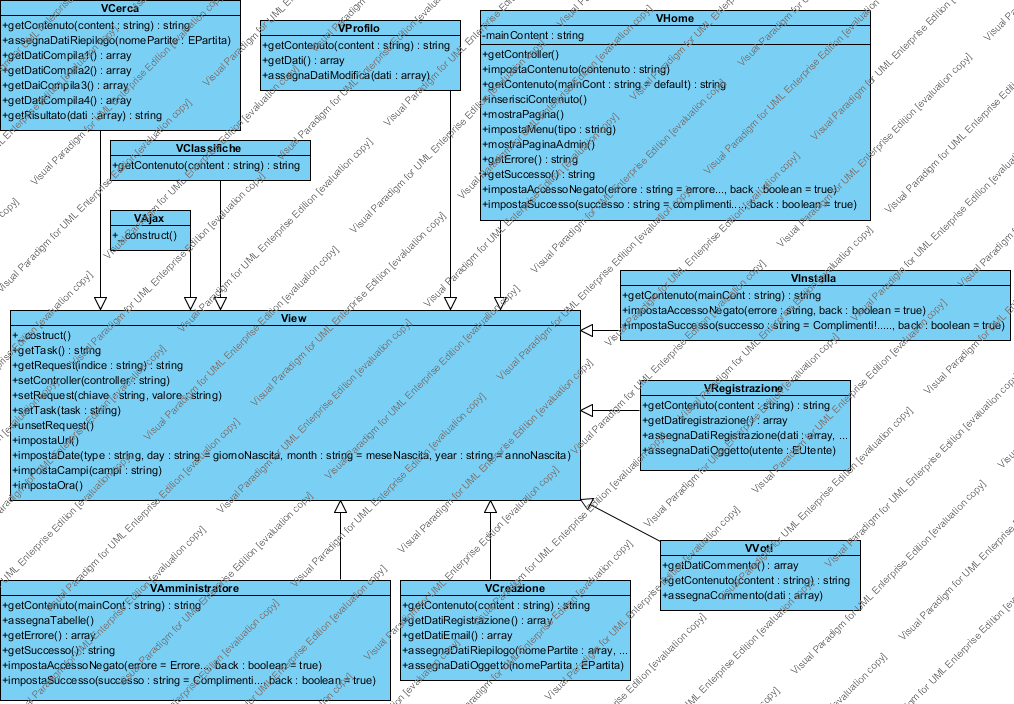 VCerca
+getContenuto(content : string) : string
+assegnaDatiRiepilogo(nomePartite : EPartita)
+getDatiCompila1() : array
+getDatiCompila2() : array
+getDaiCompila3() : array
+getDatiCompila4() : array
+getRisultato(dati : array) : string
VProfilo
+getContenuto(content : string) : string
+getDati() : array
+assegnaDatiModifica(dati : array)
VHome
-mainContent : string
+getController()
+impostaContenuto(contenuto : string)
+getContenuto(mainCont : string = default) : string
+inserisciContenuto()
+mostraPagina()
+impostaMenu(tipo : string)
+mostraPaginaAdmin()
+getErrore() : string
+getSuccesso() : string
+impostaAccessoNegato(errore : string = errore..., back : boolean = true)
+impostaSuccesso(successo : string = complimenti...., back : boolean = true)
VClassifiche
+getContenuto(content : string) : string
VAjax
+_construct()
VInstalla
+getContenuto(mainCont : string) : string
+impostaAccessoNegato(errore : string, back : boolean = true)
+impostaSuccesso(successo : string = Complimenti!....., back : boolean = true)
View
+_costruct()
+getTask() : string
+getRequest(indice : string) : string
+setController(controller : string)
+setRequest(chiave : string, valore : string)
+setTask(task : string)
+unsetRequest()
+impostaUrl()
+impostaDate(type : string, day : string = giornoNascita, month : string = meseNascita, year : string = annoNascita)
+impostaCampi(campi : string)
+impostaOra()
VRegistrazione
+getContenuto(content : string) : string
+getDatiregistrazione() : array
+assegnaDatiRegistrazione(dati : array, ...
+assegnaDatiOggetto(utente : EUtente)
VVoti
+getDatiCommento() : array
+getContenuto(content : string) : string
+assegnaCommento(dati : array)
VAmministratore
+getContenuto(mainCont : string) : string
+assegnaTabelle()
+getErrore() : array
+getSuccesso() : string
+impostaAccessoNegato(errore = Errore..., back : boolean = true)
+impostaSuccesso(successo : string = Complimenti..., back : boolean = true)
VCreazione
+getContenuto(content : string) : string
+getDatiRegistrazione() : array
+getDatiEmail() : array
+assegnaDatiRiepilogo(nomePartite : array, ...
+assegnaDatiOggetto(nomePartita : EPartita)
Visual Paradigm for UML Enterprise Edition [evaluation copy]